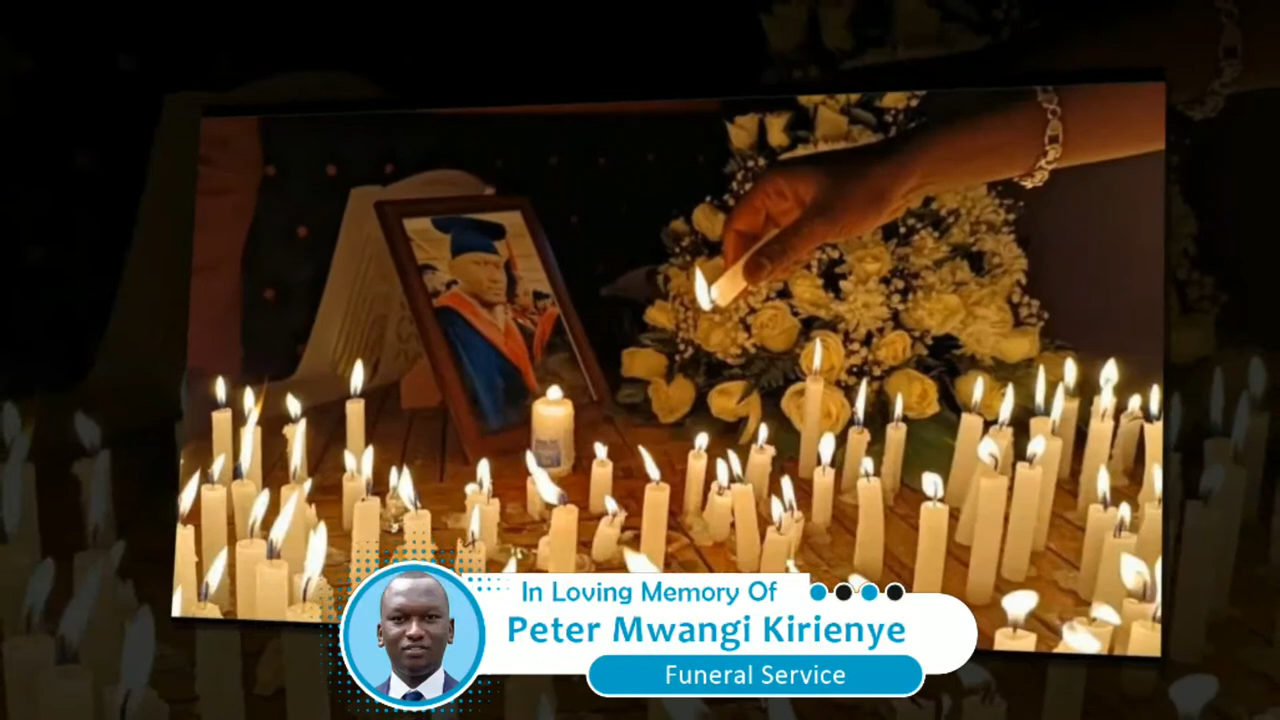 In Loving Memory Of
Peter Mwangi Kirienye
Funeral Service